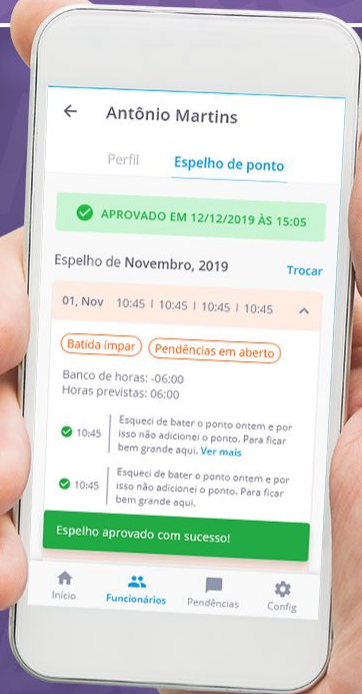 Antônio Martins
Perfil Espelho de ponto
APROVADO EM 12/12/2019 ÀS 15:05
Espelho de Novembro, 2019 Trocar
01, Nov 10:45 | 10:45 | 10:45 | 10:45
Batida ímpar Pendências em aberto
Banco de horas: -06:00
Horas previstas: 06:00
10:45 Esqueci de bater o ponto ontem e por
isso não adicionei o ponto. Para ficar
bem grande aqui. Ver mais
10:45 Esqueci de bater o ponto ontem e por
isso não adicionei o ponto. Para ficar
bem grande aqui.
Espelho aprovado com sucesso!
Início Funcionários Pendências Config